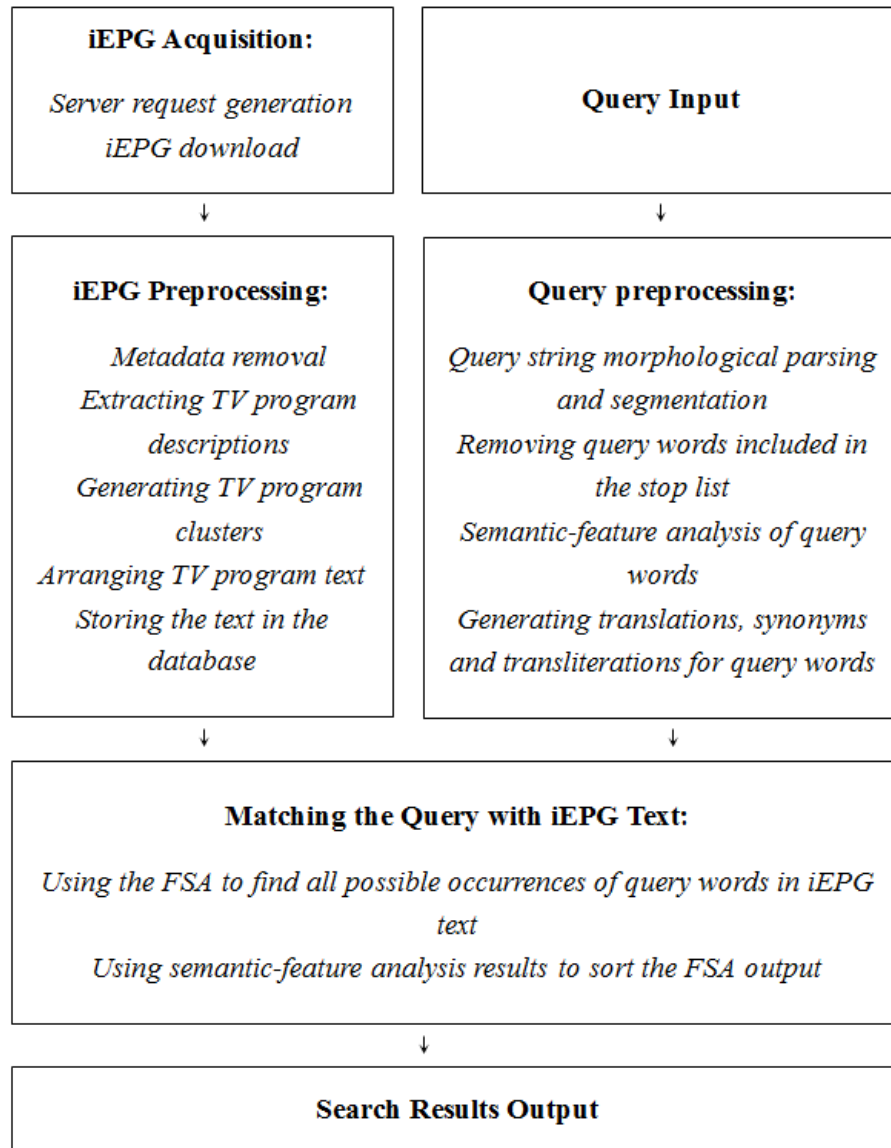 iEPG Acquisition:
Server request generation
iEPG download
Query Input
↓
↓
iEPG Preprocessing:
Metadada removal
Extracting TV program
descriptions
Generating TV program
clusters
Arranging TV program text
Storing the text in the
database
Query preprocessing:
Query string morphological parsing
and segmentation
Removing query words included in
the stop list
Semantic-feature analysis of query
words
Generating translations, synonyms
and transliterations for query words
↓
↓
Matching the Query with iEPG Text:
Using the FSA to find all possible occurrences of query words in iEPG
text
Using semantic-feature analysis results to sort the FSA output
↓
Search Results Output